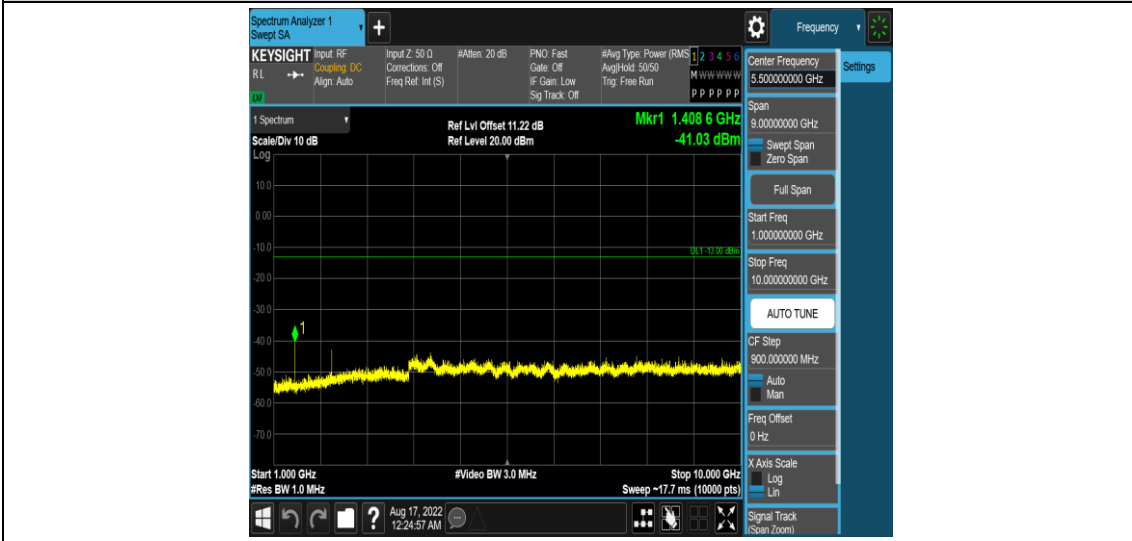 Spectrum Analyzer 1
Swept SA
+
Frequency
KEYSIGHT
RL
Input: RF
Coupling: DC
Align: Auto
Input Z: 50 Ω
Corrections: Off
Freq Ref: Int (S)
#Atten: 20 dB
PNO: Fast
Gate: Off
IF Gain: Low
Sig Track: Off
#Avg Type: Power (RMS
Avg|Hold: 50/50
Trig: Free Run
1 2 3 4 5 6
M W W W W W
P P P P P P
1 Spectrum
Scale/Div 10 dB
Log
Ref Lvl Offset 11.22 dB
Ref Level 20.00 dBm
Mkr1 1.408 6 GHz
-41.03 dBm
10.0
0.00
-10.0
DL1 -13.00 dBm
-20.0
-30.0
1
-40.0
-50.0
-60.0
-70.0
Start 1.000 GHz
#Res BW 1.0 MHz
#Video BW 3.0 MHz
Stop 10.000 GHz
Sweep ~17.7 ms (10000 pts)
?
Aug 17, 2022
12:24:57 AM
Center Frequency
5.500000000 GHz
Settings
Span
9.00000000 GHz
Swept Span
Zero Span
Full Span
Start Freq
1.000000000 GHz
Stop Freq
10.000000000 GHz
AUTO TUNE
CF Step
900.000000 MHz
Auto
Man
Freq Offset
0 Hz
X Axis Scale
Log
Lin
Signal Track
(Span Zoom)